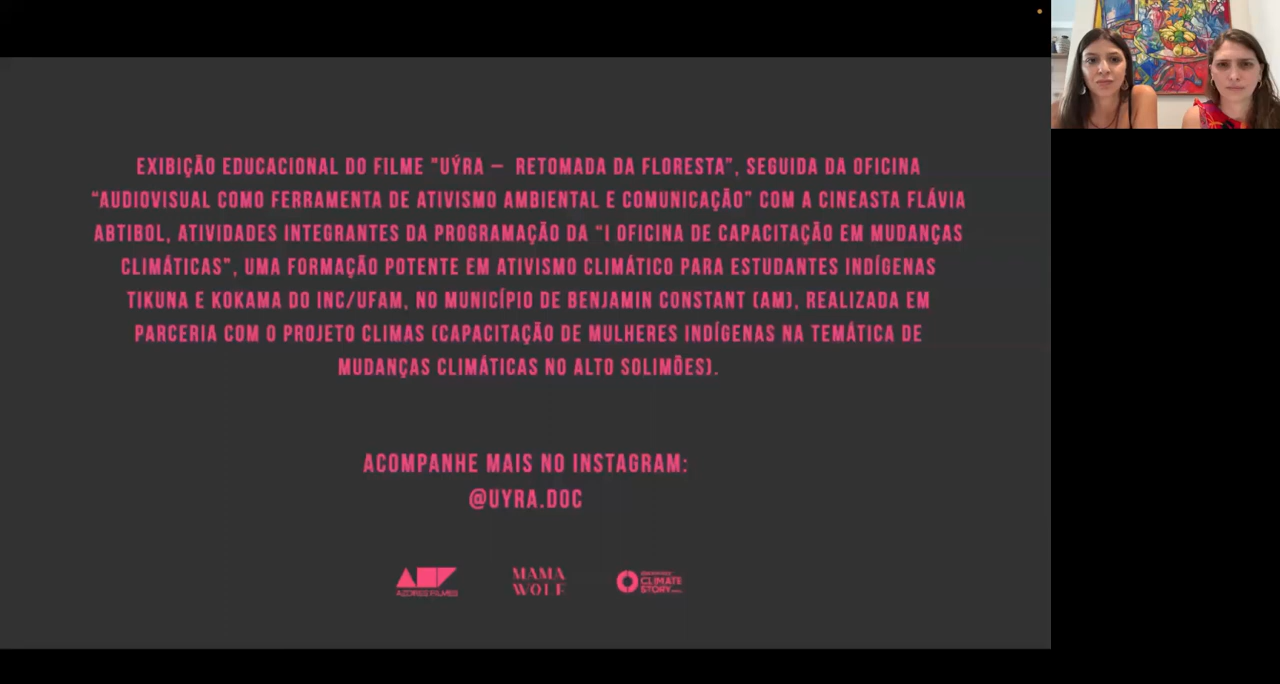 EXIBIÇÃO EDUCACIONAL DO FILME "UÝRA – RETOMADA DA FLORESTA", SEGUIDA DA OFICINA
“AUDIOVISUAL COMO FERRAMENTA DE ATIVISMO AMBIENTAL E COMUNICAÇÃO” COM A CINEASTA FLÁVIA
ABTIBOL, ATIVIDADES INTEGRANTES DA PROGRAMAÇÃO DA “I OFICINA DE CAPACITAÇÃO EM MUDANÇAS
CLIMÁTICAS”, UMA FORMAÇÃO POTENTE EM ATIVISMO CLIMÁTICO PARA ESTUDANTES INDÍGENAS
TIKUNA E KOKAMA DO INC/UFAM, NO MUNICÍPIO DE BENJAMIN CONSTANT (AM), REALIZADA EM
PARCERIA COM O PROJETO CLIMAS (CAPACITAÇÃO DE MULHERES INDÍGENAS NA TEMÁTICA DE
MUDANÇAS CLIMÁTICAS NO ALTO SOLIMÕES).
ACOMPANHE MAIS NO INSTAGRAM:
@UYRA.DOC
AZORES FILMES
MAMA
WOLF
CLIMATE
STORY